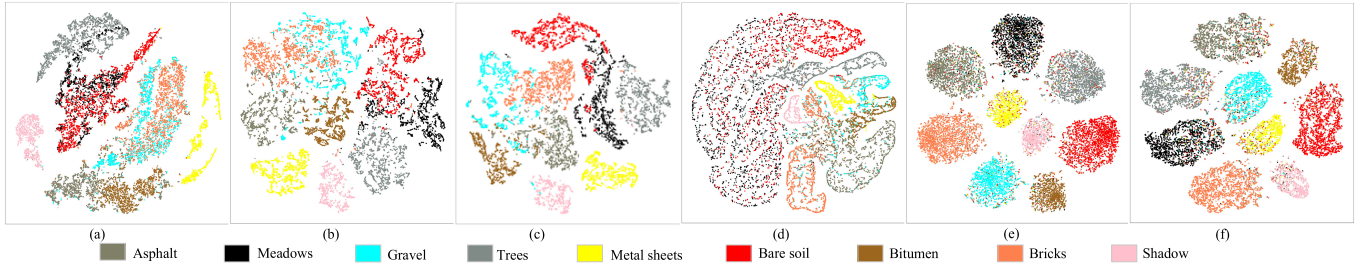 (a) (b) (c) (d) (e) (f)
Asphalt Meadows Gravel Trees Metal sheets Bare soil Bitumen Bricks Shadow